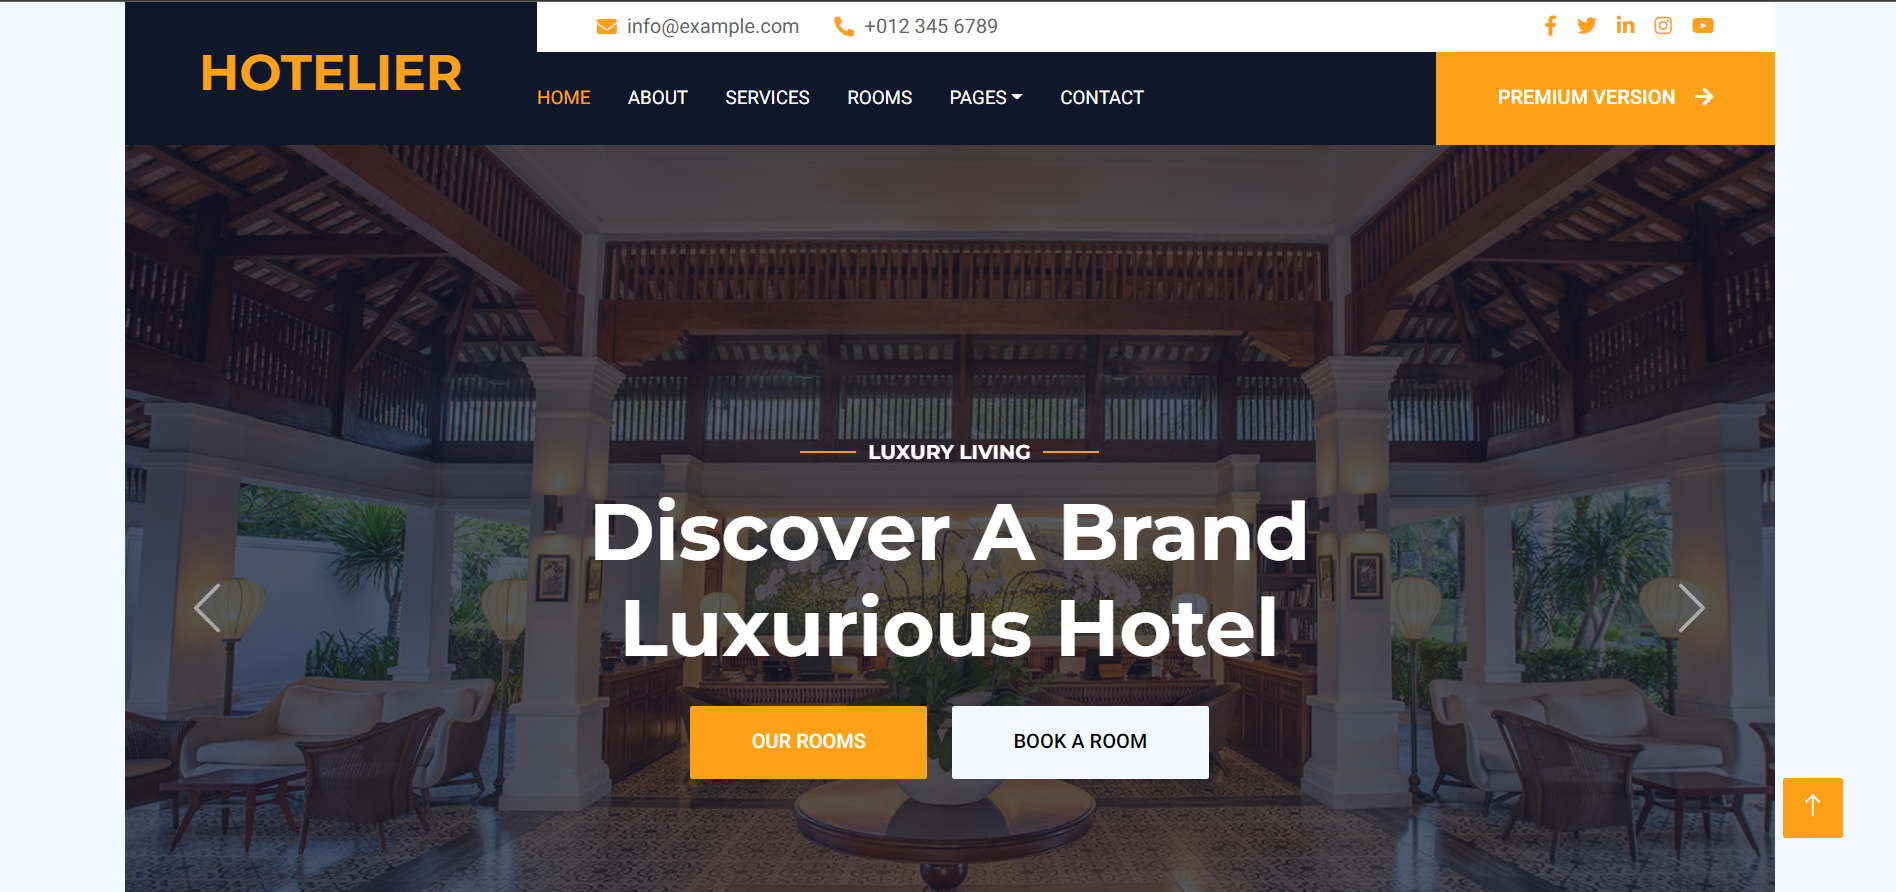 HOTELIER
info@example.com +012 345 6789
HOME ABOUT SERVICES ROOMS PAGES CONTACT
PREMIUM VERSION
LUXURY LIVING
Discover A Brand
Luxurious Hotel
OUR ROOMS BOOK A ROOM